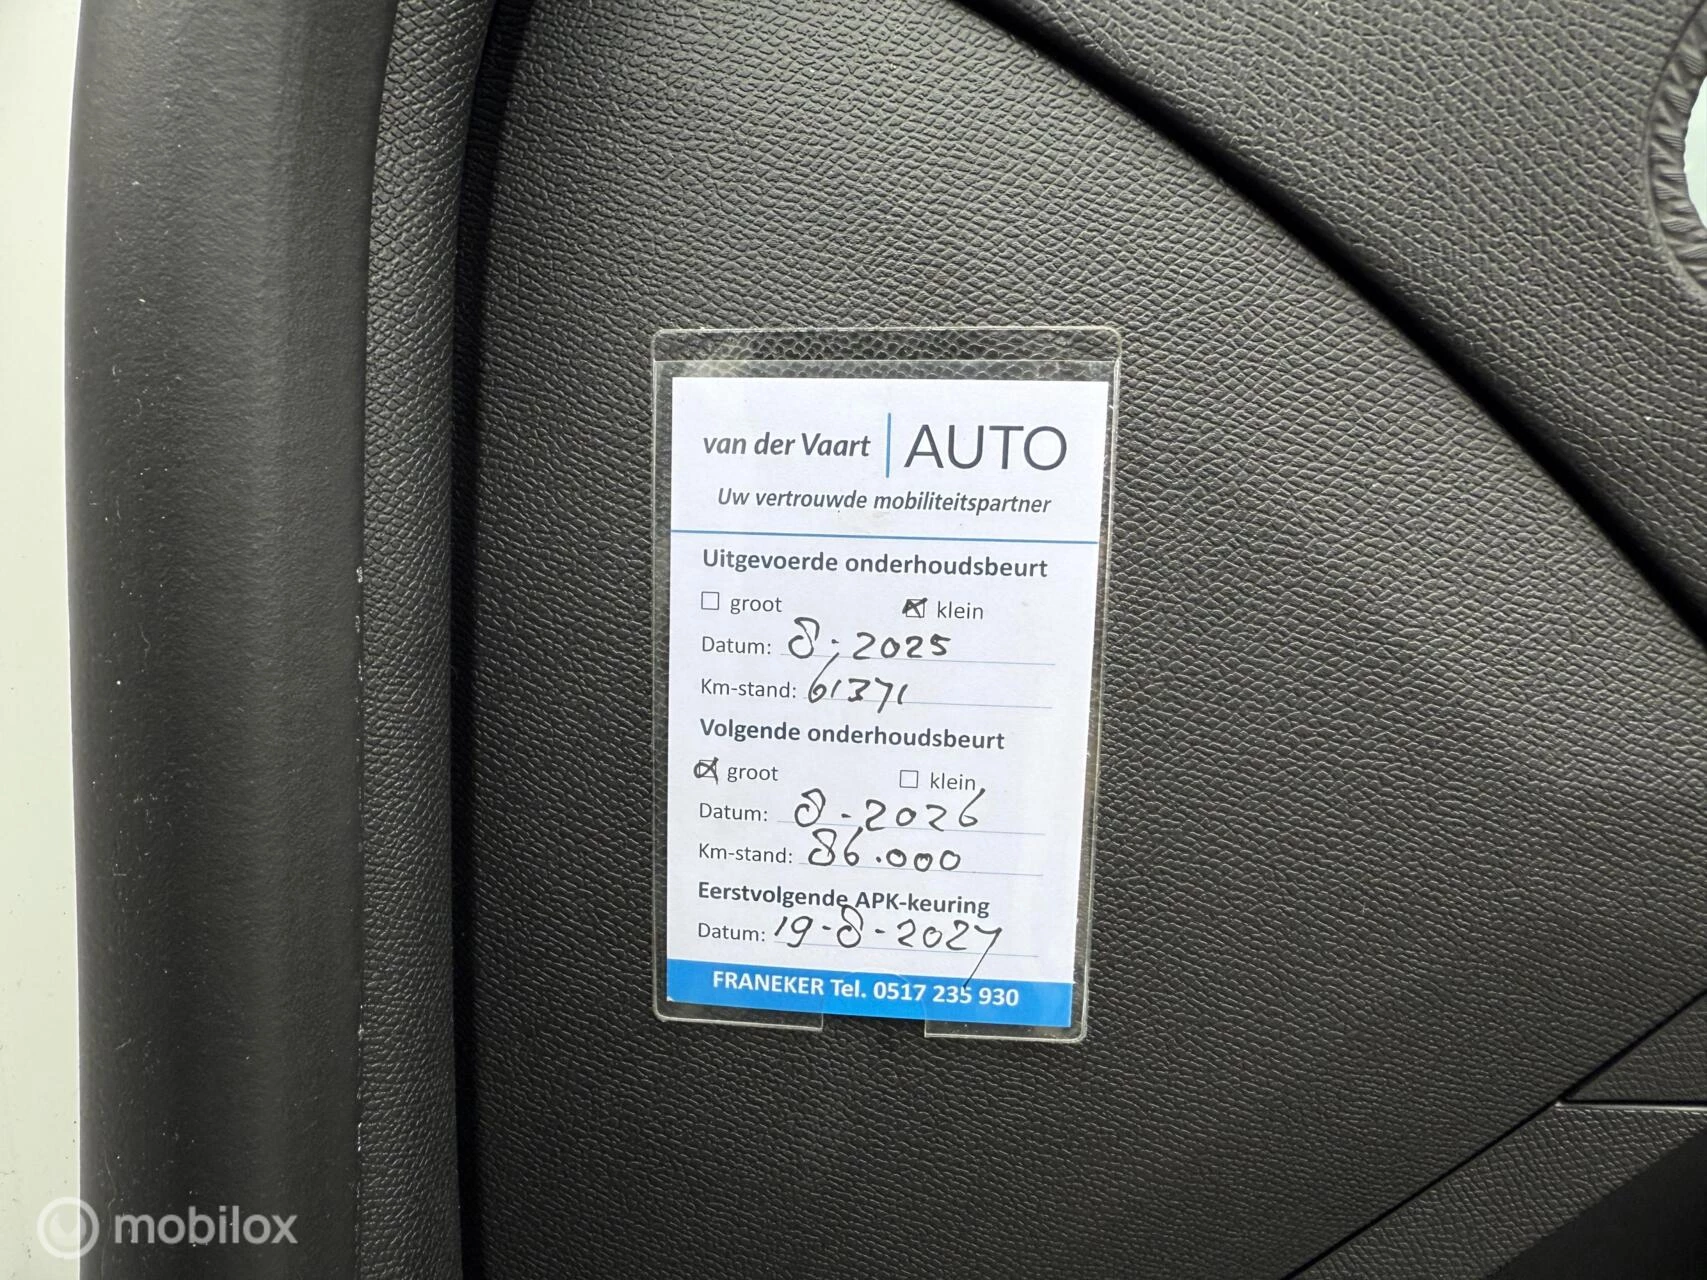 van der Vaart | AUTO
Uw vertrouwde mobiliteitspartner
Uitgevoerde onderhoudsbeurt
☐ groot ☒ klein
Datum: 8-2025
Km-stand: 61371
Volgende onderhoudsbeurt
☒ groot ☐ klein
Datum: 8-2026
Km-stand: 86.000
Eerstvolgende APK-keuring
Datum: 19-8-2027
FRANEKER Tel. 0517 235 930
mobilox